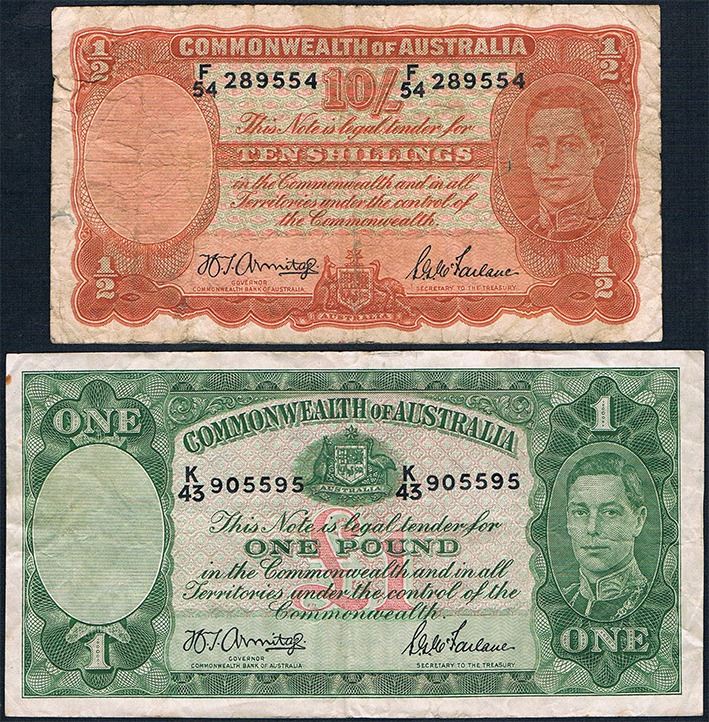 1/2 1/2
COMMONWEALTH OF AUSTRALIA
F/54 289554 F/54 289554
10/-
This Note is legal tender for
TEN SHILLINGS
in the Commonwealth and in all
Territories under the control of
the Commonwealth.
H.T. Armitage
GOVERNOR
COMMONWEALTH BANK OF AUSTRALIA.
S.G. McFarlane
SECRETARY TO THE TREASURY.
1/2 1/2
AUSTRALIA
ONE 1
COMMONWEALTH OF AUSTRALIA
AUSTRALIA
K/43 905595 K/43 905595
£1
This Note is legal tender for
ONE POUND
in the Commonwealth and in all
Territories under the control of the
Commonwealth.
H.T. Armitage
GOVERNOR
COMMONWEALTH BANK OF AUSTRALIA.
S.G. McFarlane
SECRETARY TO THE TREASURY.
1 ONE